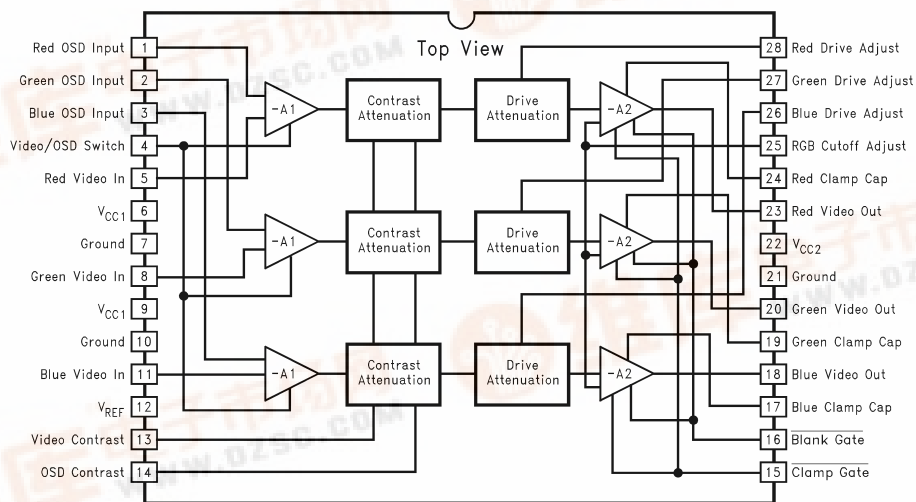 Top View
Red OSD Input 1
Green OSD Input 2
Blue OSD Input 3
Video/OSD Switch 4
Red Video In 5
VCC1 6
Ground 7
Green Video In 8
VCC1 9
Ground 10
Blue Video In 11
VREF 12
Video Contrast 13
OSD Contrast 14
-A1
Contrast Attenuation
Drive Attenuation
-A2
-A1
Contrast Attenuation
Drive Attenuation
-A2
-A1
Contrast Attenuation
Drive Attenuation
-A2
28 Red Drive Adjust
27 Green Drive Adjust
26 Blue Drive Adjust
25 RGB Cutoff Adjust
24 Red Clamp Cap
23 Red Video Out
22 VCC2
21 Ground
20 Green Video Out
19 Green Clamp Cap
18 Blue Video Out
17 Blue Clamp Cap
16 Blank Gate
15 Clamp Gate
WWW.DZSC.COM